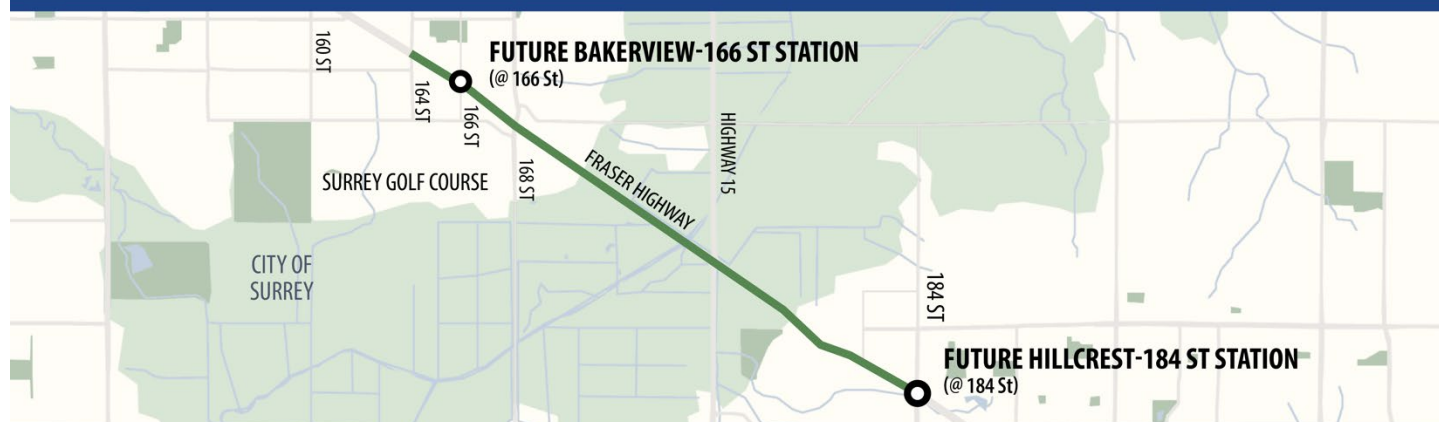 160 ST
FUTURE BAKERVIEW-166 ST STATION
(@ 166 St)
164 ST
166 ST
HIGHWAY 15
SURREY GOLF COURSE
168 ST
FRASER HIGHWAY
CITY OF
SURREY
184 ST
FUTURE HILLCREST-184 ST STATION
(@ 184 St)